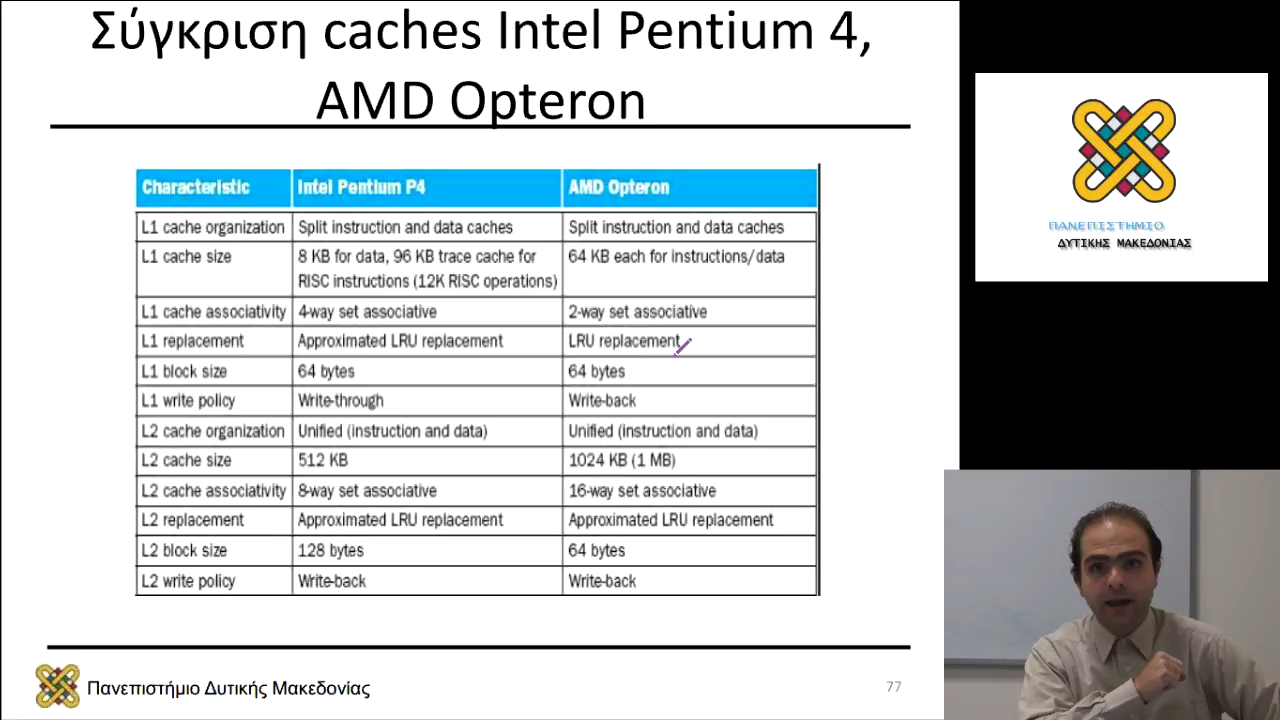 Σύγκριση caches Intel Pentium 4,
AMD Opteron
Characteristic Intel Pentium P4 AMD Opteron
L1 cache organization Split instruction and data caches Split instruction and data caches
L1 cache size 8 KB for data, 96 KB trace cache for 64 KB each for instructions/data
RISC instructions (12K RISC operations)
L1 cache associativity 4-way set associative 2-way set associative
L1 replacement Approximated LRU replacement LRU replacement
L1 block size 64 bytes 64 bytes
L1 write policy Write-through Write-back
L2 cache organization Unified (instruction and data) Unified (instruction and data)
L2 cache size 512 KB 1024 KB (1 MB)
L2 cache associativity 8-way set associative 16-way set associative
L2 replacement Approximated LRU replacement Approximated LRU replacement
L2 block size 128 bytes 64 bytes
L2 write policy Write-back Write-back
Πανεπιστήμιο Δυτικής Μακεδονίας
77
ΠΑΝΕΠΙΣΤΗΜΙΟ
ΔΥΤΙΚΗΣ ΜΑΚΕΔΟΝΙΑΣ